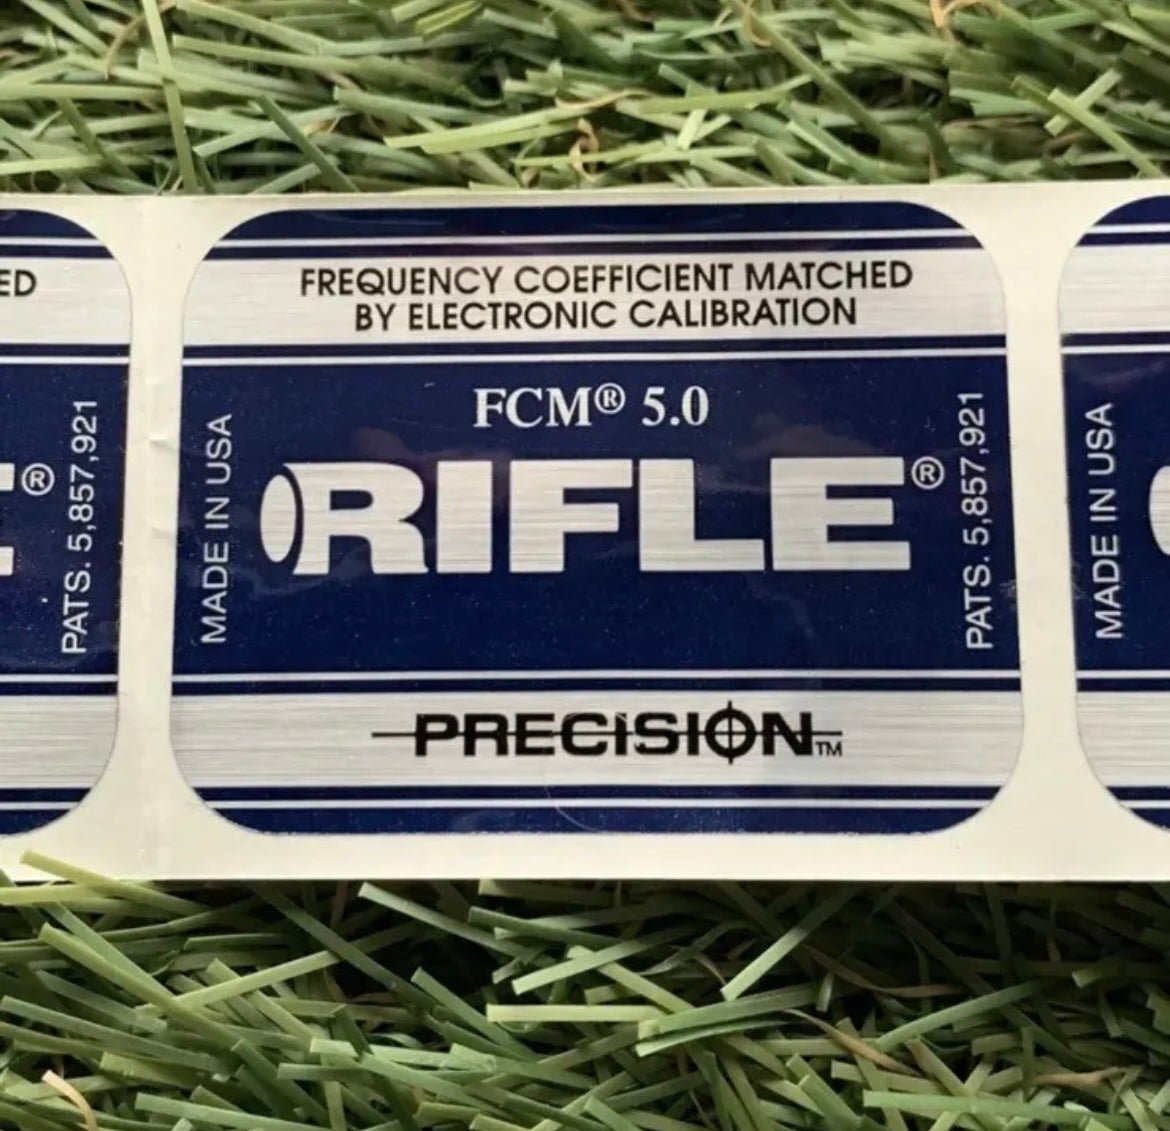 ED
®
PATS. 5,857,921
FREQUENCY COEFFICIENT MATCHED
BY ELECTRONIC CALIBRATION
FCM® 5.0
MADE IN USA
RIFLE®
PATS. 5,857,921
PRECISION™
MADE IN USA